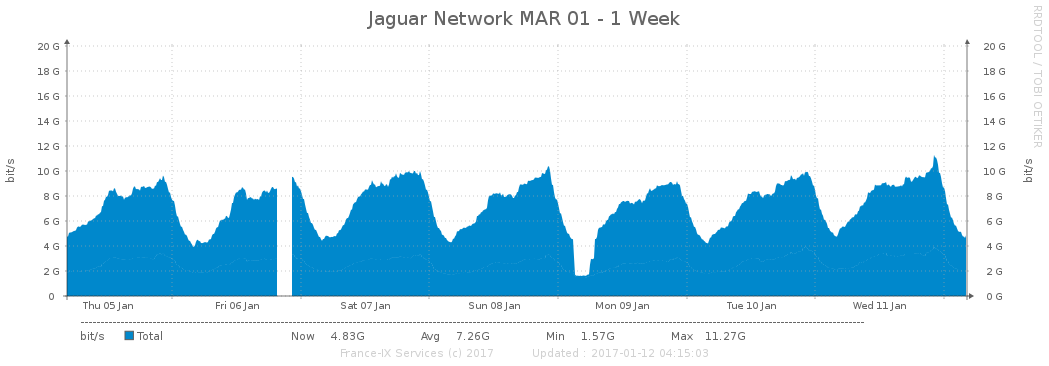 Jaguar Network MAR 01 - 1 Week
RRDTOOL / TOBI OETIKER
bit/s
20 G 20 G
18 G 18 G
16 G 16 G
14 G 14 G
12 G 12 G
10 G 10 G
8 G 8 G
6 G 6 G
4 G 4 G
2 G 2 G
0 0 G
bit/s
Thu 05 Jan Fri 06 Jan Sat 07 Jan Sun 08 Jan Mon 09 Jan Tue 10 Jan Wed 11 Jan
bit/s Total Now 4.83G Avg 7.26G Min 1.57G Max 11.27G
France-IX Services (c) 2017 Updated : 2017-01-12 04:15:03